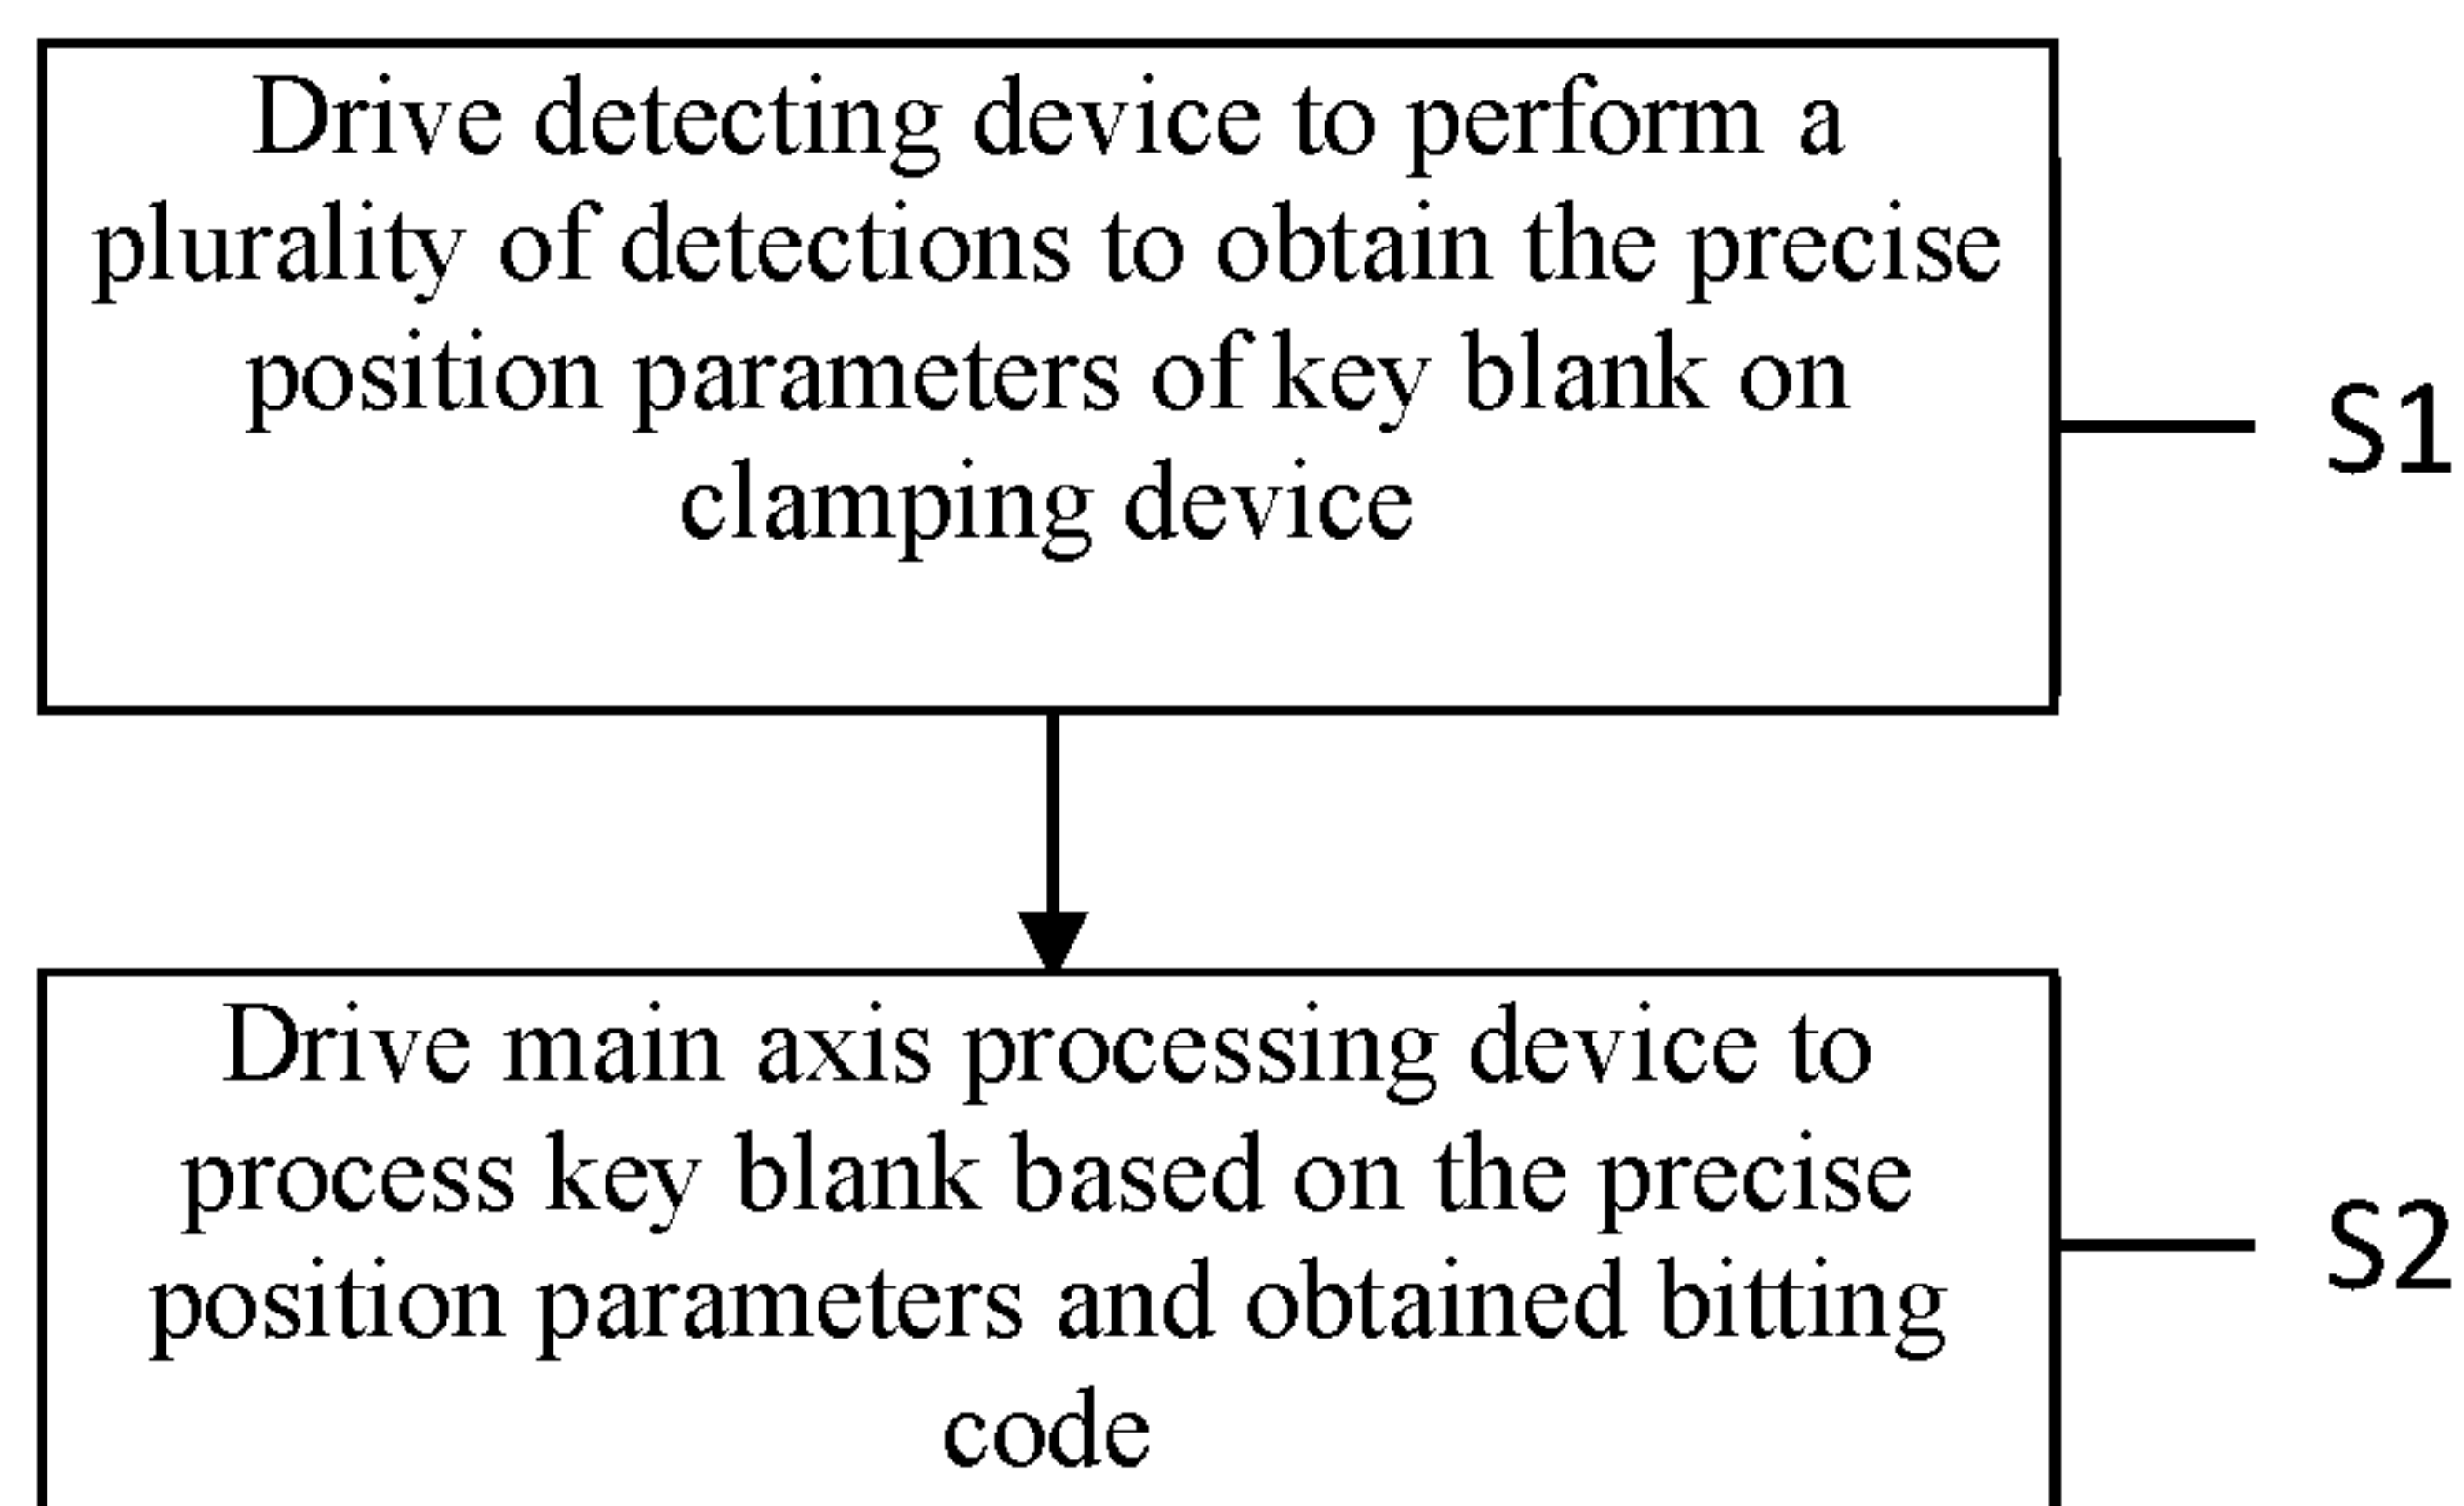 Drive detecting device to perform a
plurality of detections to obtain the precise
position parameters of key blank on
clamping device
S1
Drive main axis processing device to
process key blank based on the precise
position parameters and obtained bitting
code
S2